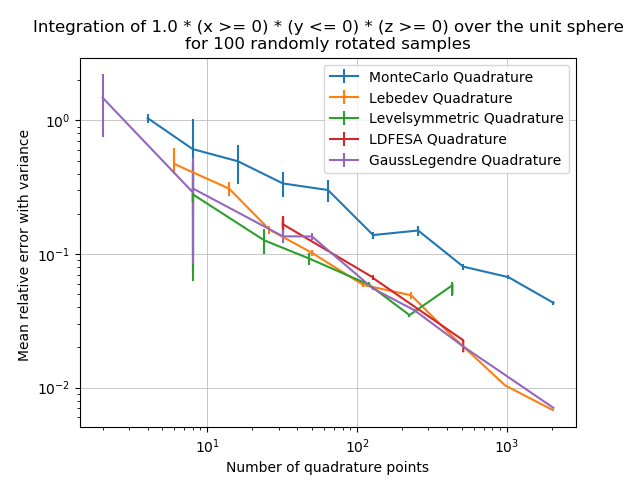 Integration of 1.0 * (x >= 0) * (y <= 0) * (z >= 0) over the unit sphere
for 100 randomly rotated samples
MonteCarlo Quadrature
Lebedev Quadrature
Levelsymmetric Quadrature
LDFESA Quadrature
GaussLegendre Quadrature
Mean relative error with variance
10⁰
10⁻¹
10⁻²
10¹ 10² 10³
Number of quadrature points